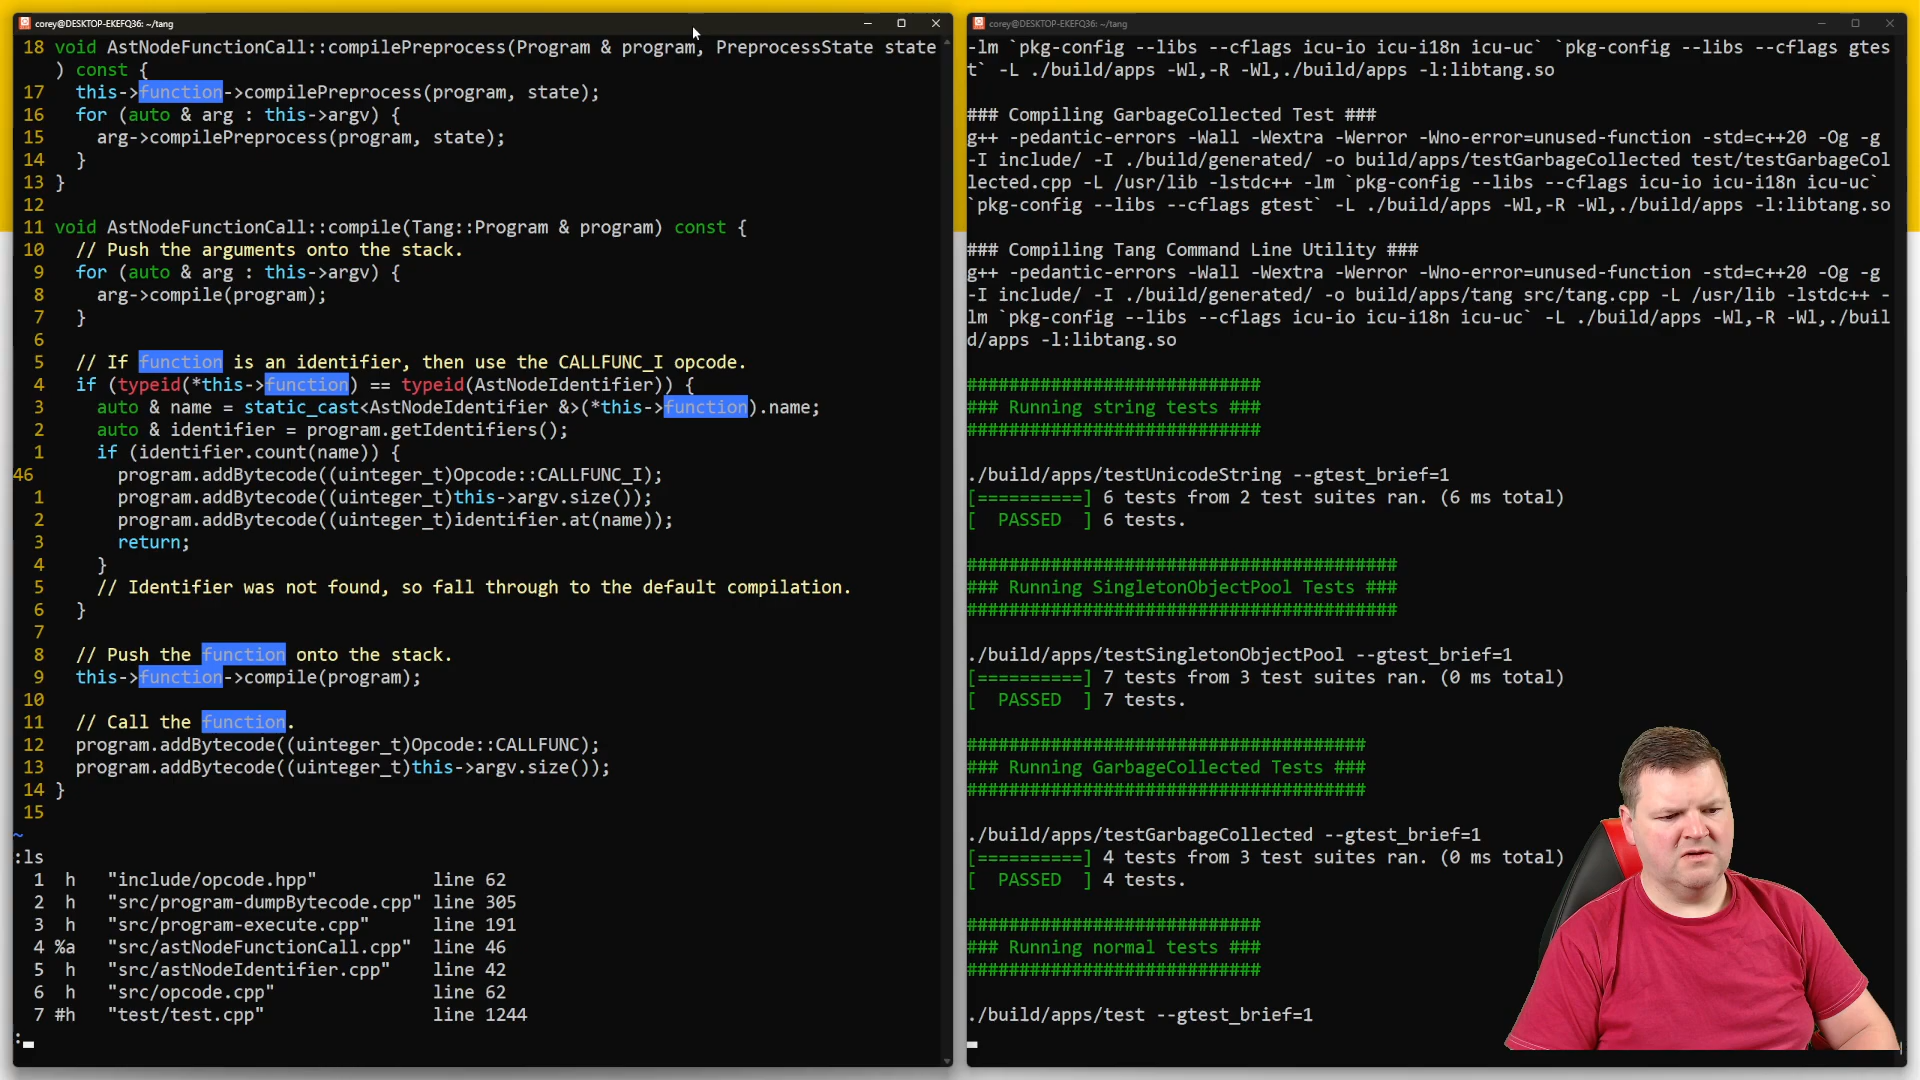 corey@DESKTOP-EKEFQ36: ~/tang
18 void AstNodeFunctionCall::compilePreprocess(Program & program, PreprocessState state
) const {
17 this->function->compilePreprocess(program, state);
16 for (auto & arg : this->argv) {
15 arg->compilePreprocess(program, state);
14 }
13 }
12
11 void AstNodeFunctionCall::compile(Tang::Program & program) const {
10 // Push the arguments onto the stack.
9 for (auto & arg : this->argv) {
8 arg->compile(program);
7 }
6
5 // If function is an identifier, then use the CALLFUNC_I opcode.
4 if (typeid(*this->function) == typeid(AstNodeIdentifier)) {
3 auto & name = static_cast<AstNodeIdentifier &>(*this->function).name;
2 auto & identifier = program.getIdentifiers();
1 if (identifier.count(name)) {
46 program.addBytecode((uinteger_t)Opcode::CALLFUNC_I);
1 program.addBytecode((uinteger_t)this->argv.size());
2 program.addBytecode((uinteger_t)identifier.at(name));
3 return;
4 }
5 // Identifier was not found, so fall through to the default compilation.
6 }
7
8 // Push the function onto the stack.
9 this->function->compile(program);
10
11 // Call the function.
12 program.addBytecode((uinteger_t)Opcode::CALLFUNC);
13 program.addBytecode((uinteger_t)this->argv.size());
14 }
15
~
:ls
1 h "include/opcode.hpp" line 62
2 h "src/program-dumpBytecode.cpp" line 305
3 h "src/program-execute.cpp" line 191
4 %a "src/astNodeFunctionCall.cpp" line 46
5 h "src/astNodeIdentifier.cpp" line 42
6 h "src/opcode.cpp" line 62
7 #h "test/test.cpp" line 1244
:
corey@DESKTOP-EKEFQ36: ~/tang
-lm `pkg-config --libs --cflags icu-io icu-i18n icu-uc` `pkg-config --libs --cflags gtes
t` -L ./build/apps -Wl,-R -Wl,./build/apps -l:libtang.so
### Compiling GarbageCollected Test ###
g++ -pedantic-errors -Wall -Wextra -Werror -Wno-error=unused-function -std=c++20 -Og -g
-I include/ -I ./build/generated/ -o build/apps/testGarbageCollected test/testGarbageCol
lected.cpp -L /usr/lib -lstdc++ -lm `pkg-config --libs --cflags icu-io icu-i18n icu-uc`
`pkg-config --libs --cflags gtest` -L ./build/apps -Wl,-R -Wl,./build/apps -l:libtang.so
### Compiling Tang Command Line Utility ###
g++ -pedantic-errors -Wall -Wextra -Werror -Wno-error=unused-function -std=c++20 -Og -g
-I include/ -I ./build/generated/ -o build/apps/tang src/tang.cpp -L /usr/lib -lstdc++ -
lm `pkg-config --libs --cflags icu-io icu-i18n icu-uc` -L ./build/apps -Wl,-R -Wl,./buil
d/apps -l:libtang.so
############################
### Running string tests ###
############################
./build/apps/testUnicodeString --gtest_brief=1
[==========] 6 tests from 2 test suites ran. (6 ms total)
[  PASSED  ] 6 tests.
#########################################
### Running SingletonObjectPool Tests ###
#########################################
./build/apps/testSingletonObjectPool --gtest_brief=1
[==========] 7 tests from 3 test suites ran. (0 ms total)
[  PASSED  ] 7 tests.
######################################
### Running GarbageCollected Tests ###
######################################
./build/apps/testGarbageCollected --gtest_brief=1
[==========] 4 tests from 3 test suites ran. (0 ms total)
[  PASSED  ] 4 tests.
############################
### Running normal tests ###
############################
./build/apps/test --gtest_brief=1